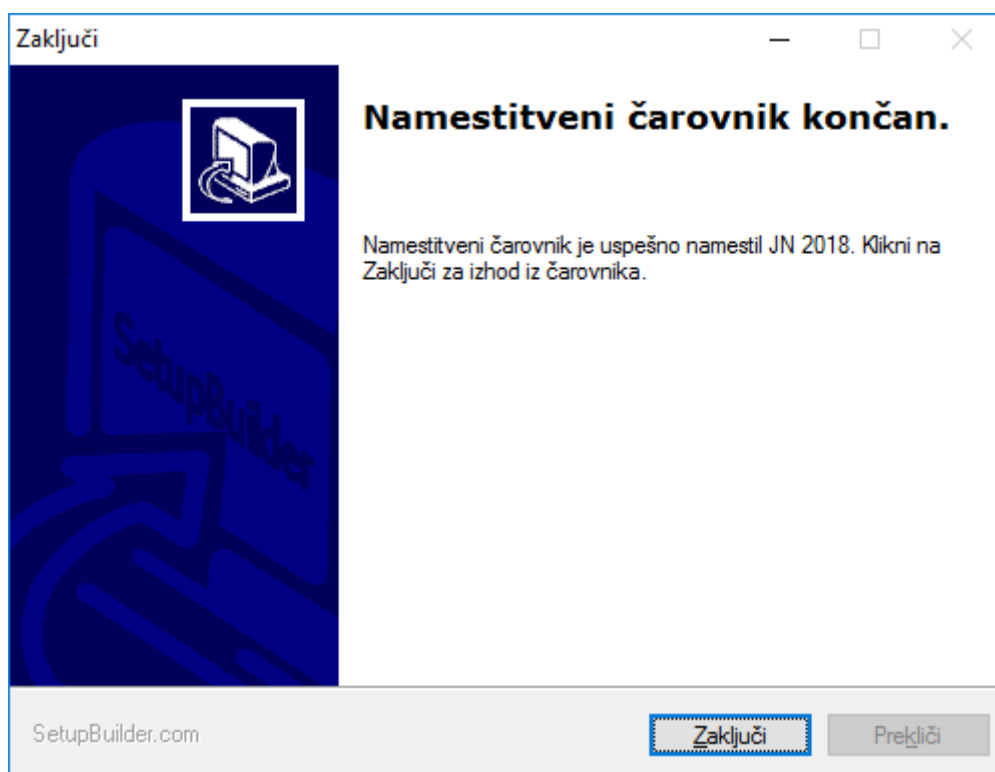 Zaključi
Namestitveni čarovnik končan.
Namestitveni čarovnik je uspešno namestil JN 2018. Klikni na
Zaključi za izhod iz čarovnika.
SetupBuilder
SetupBuilder.com
Zaključi
Prekliči